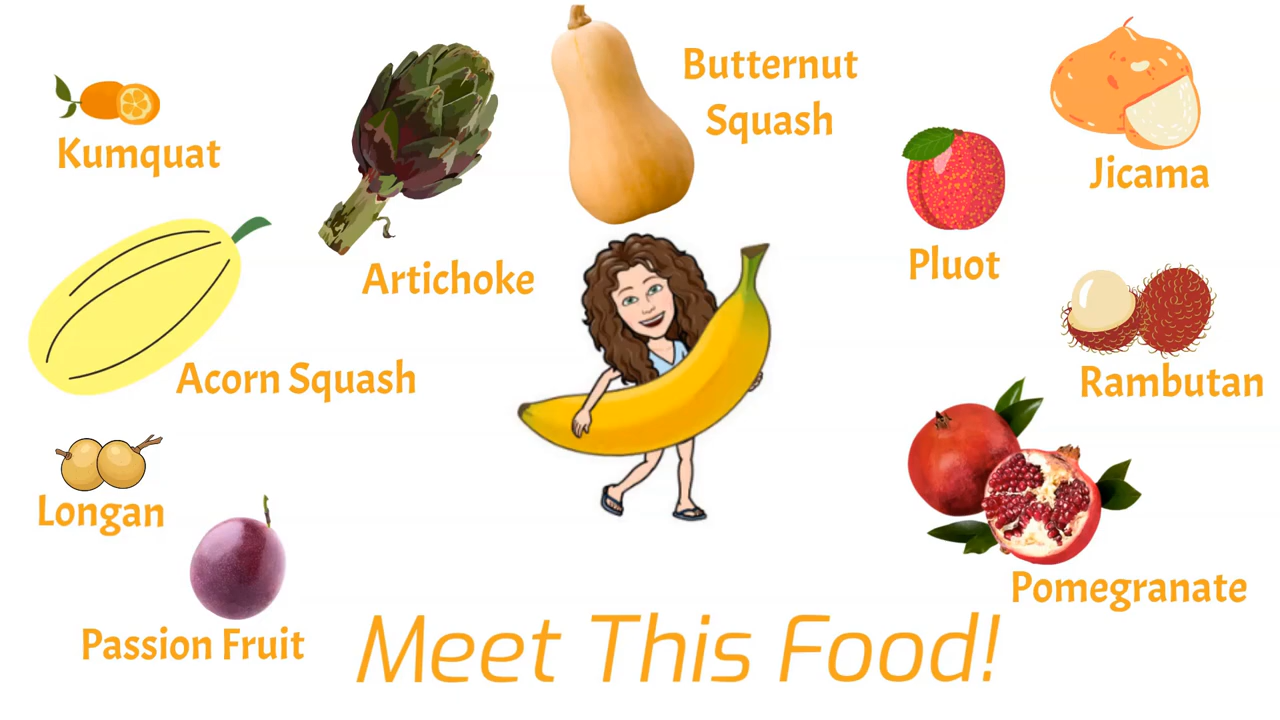 Butternut
Squash
Kumquat
Jicama
Artichoke
Pluot
Acorn Squash
Rambutan
Longan
Pomegranate
Passion Fruit
Meet This Food!